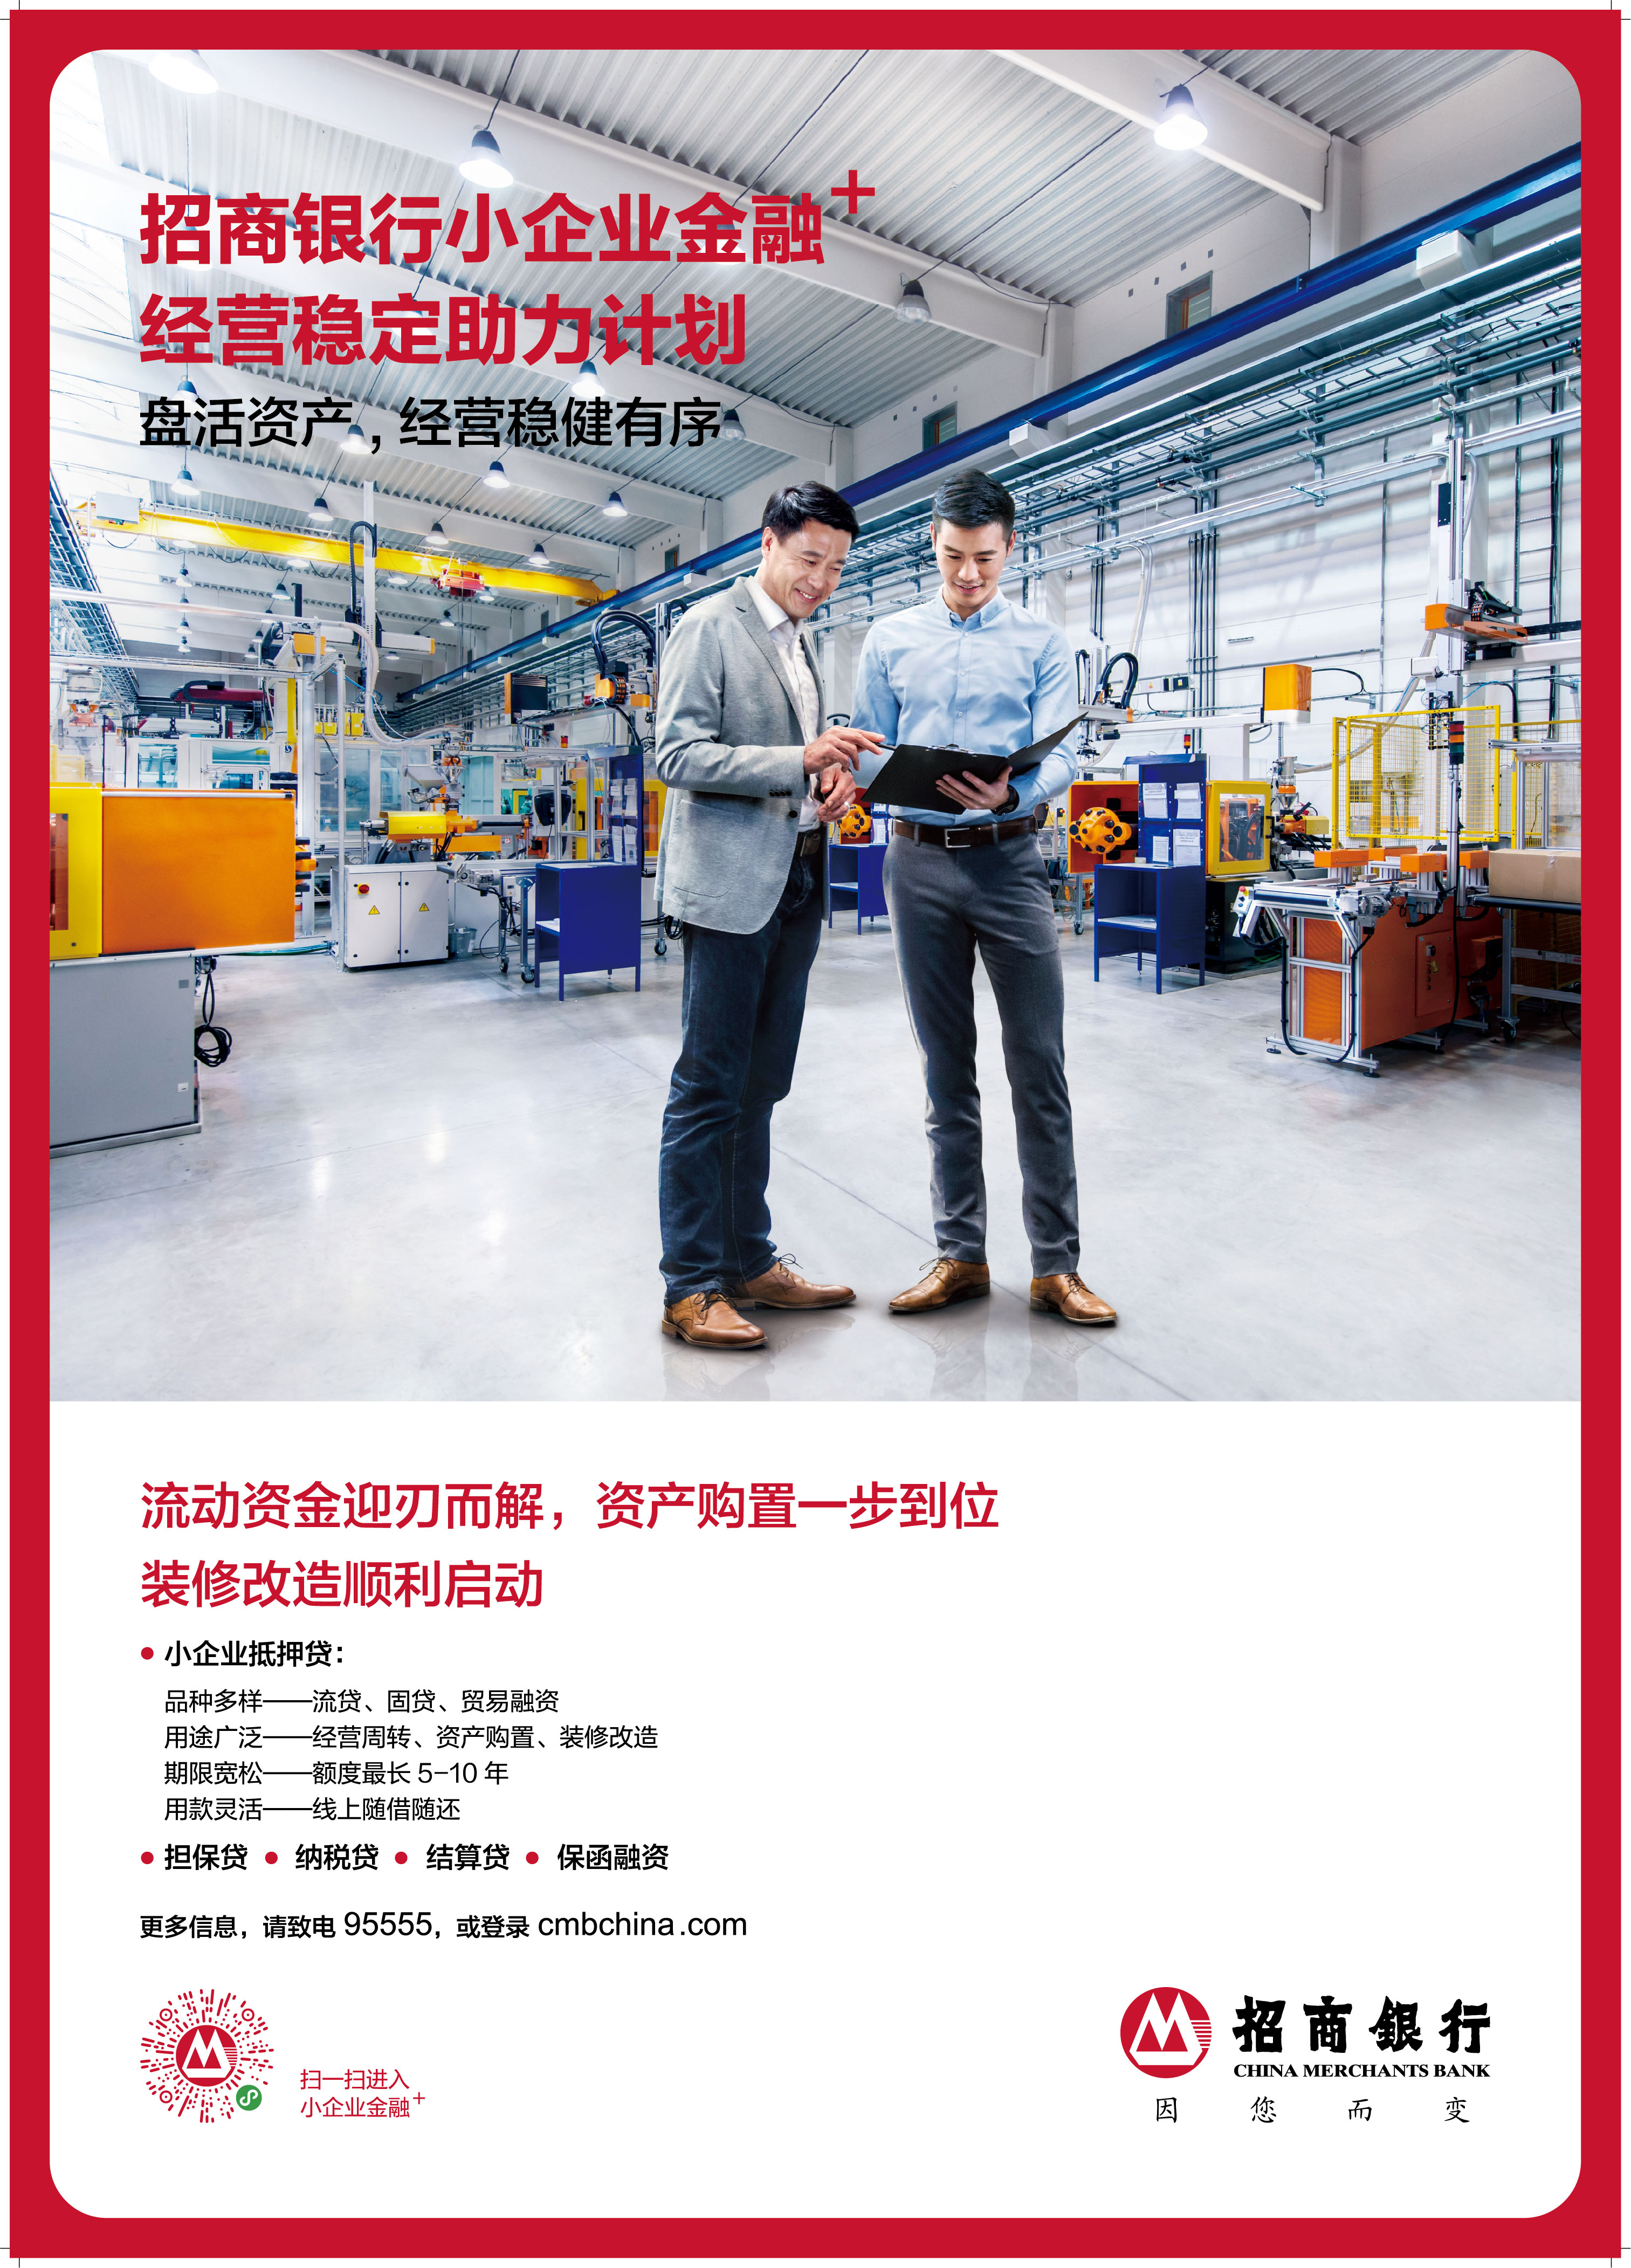 招商银行小企业金融+
经营稳定助力计划
盘活资产,经营稳健有序
流动资金迎刃而解，资产购置一步到位
装修改造顺利启动
• 小企业抵押贷：
品种多样——流贷、固贷、贸易融资
用途广泛——经营周转、资产购置、装修改造
期限宽松——额度最长 5-10 年
用款灵活——线上随借随还
• 担保贷 • 纳税贷 • 结算贷 • 保函融资
更多信息，请致电 95555，或登录 cmbchina.com
扫一扫进入
小企业金融+
招商銀行
CHINA MERCHANTS BANK
因您而变